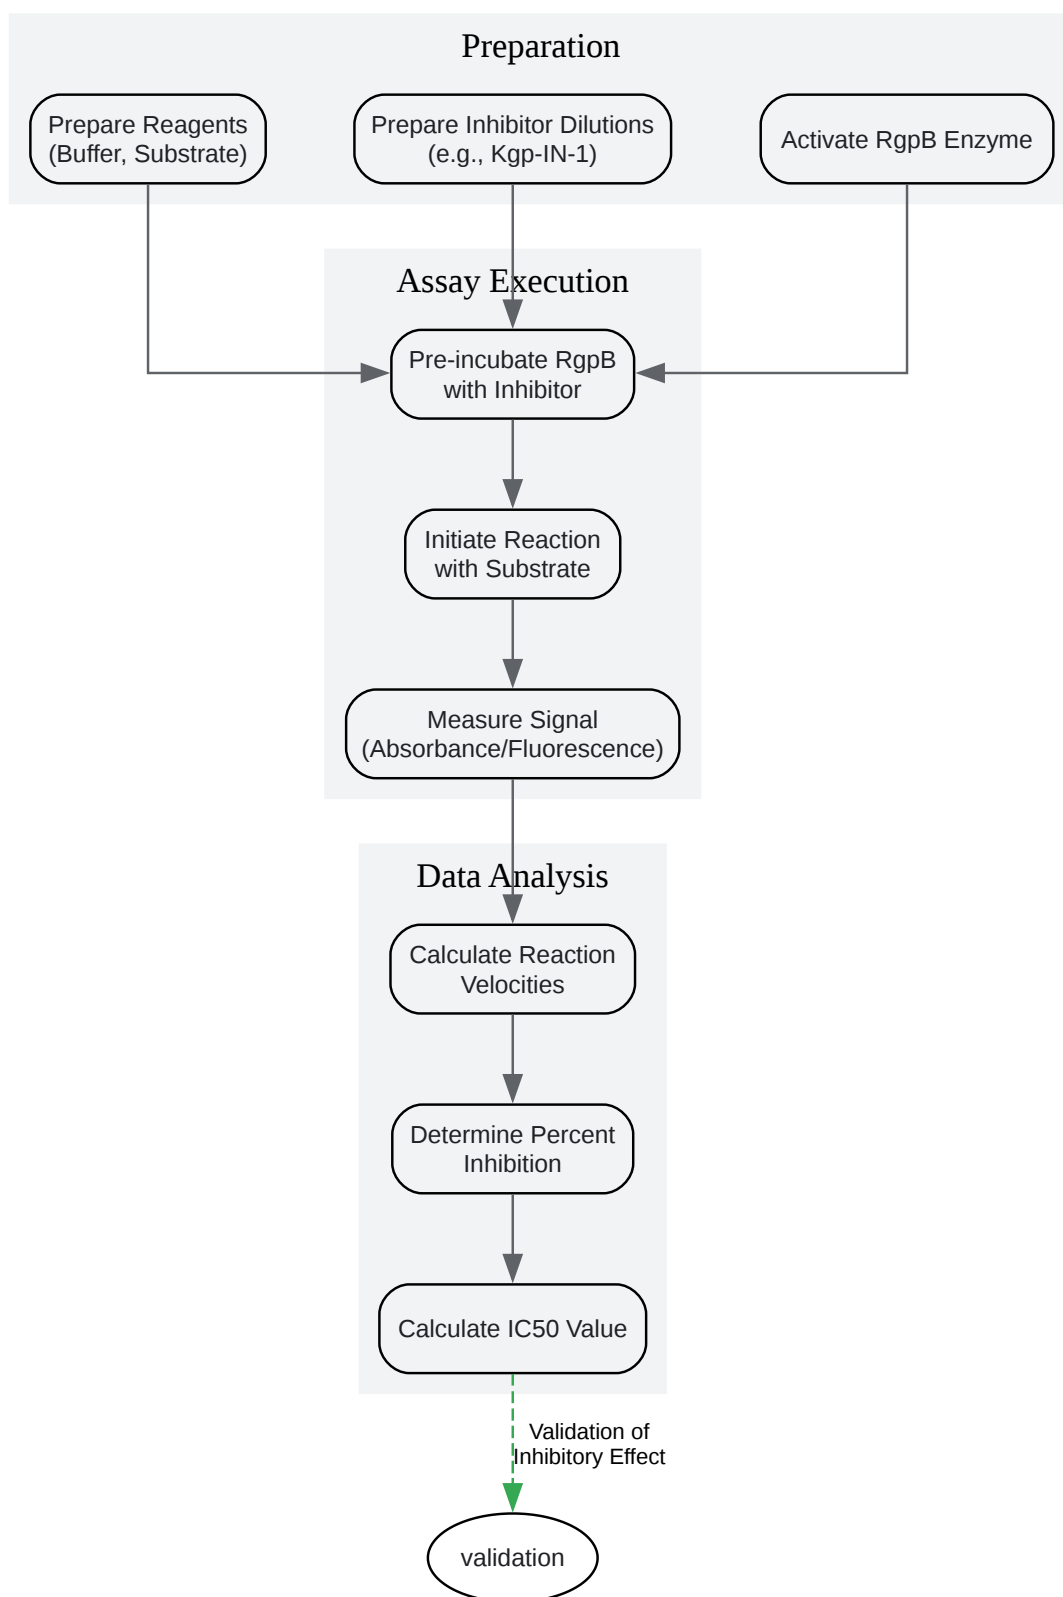 Preparation
Prepare Reagents
(Buffer, Substrate)
Prepare Inhibitor Dilutions
(e.g., Kgp-IN-1)
Activate RgpB Enzyme
Assay Execution
Pre-incubate RgpB
with Inhibitor
Initiate Reaction
with Substrate
Measure Signal
(Absorbance/Fluorescence)
Data Analysis
Calculate Reaction
Velocities
Determine Percent
Inhibition
Calculate IC50 Value
Validation of
Inhibitory Effect
validation